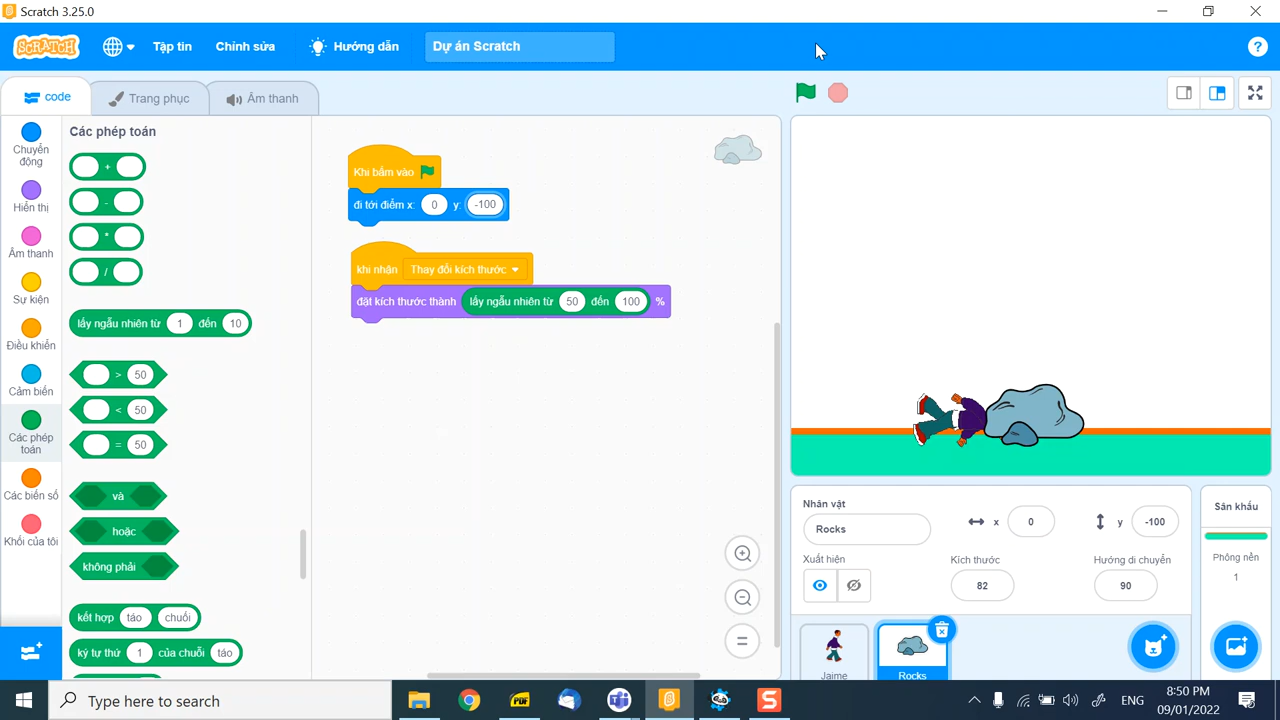 Scratch 3.25.0
SCRATCH
Tập tin
Chỉnh sửa
Hướng dẫn
Dự án Scratch
?
code
Trang phục
Âm thanh
Chuyển động
Hiển thị
Âm thanh
Sự kiện
Điều khiển
Cảm biến
Các phép toán
Các biến số
Khối của tôi
Các phép toán
+
-
*
/
lấy ngẫu nhiên từ 1 đến 10
> 50
< 50
= 50
và
hoặc
không phải
kết hợp táo chuối
ký tự thứ 1 của chuỗi táo
Khi bấm vào
đi tới điểm x: 0 y: -100
khi nhận Thay đổi kích thước
đặt kích thước thành lấy ngẫu nhiên từ 50 đến 100 %
Nhân vật
Rocks
x 0
y -100
Xuất hiện
Kích thước
82
Hướng di chuyển
90
Jaime
Rocks
Sân khấu
Phông nền
1
Type here to search
PDF
ENG
8:50 PM
09/01/2022